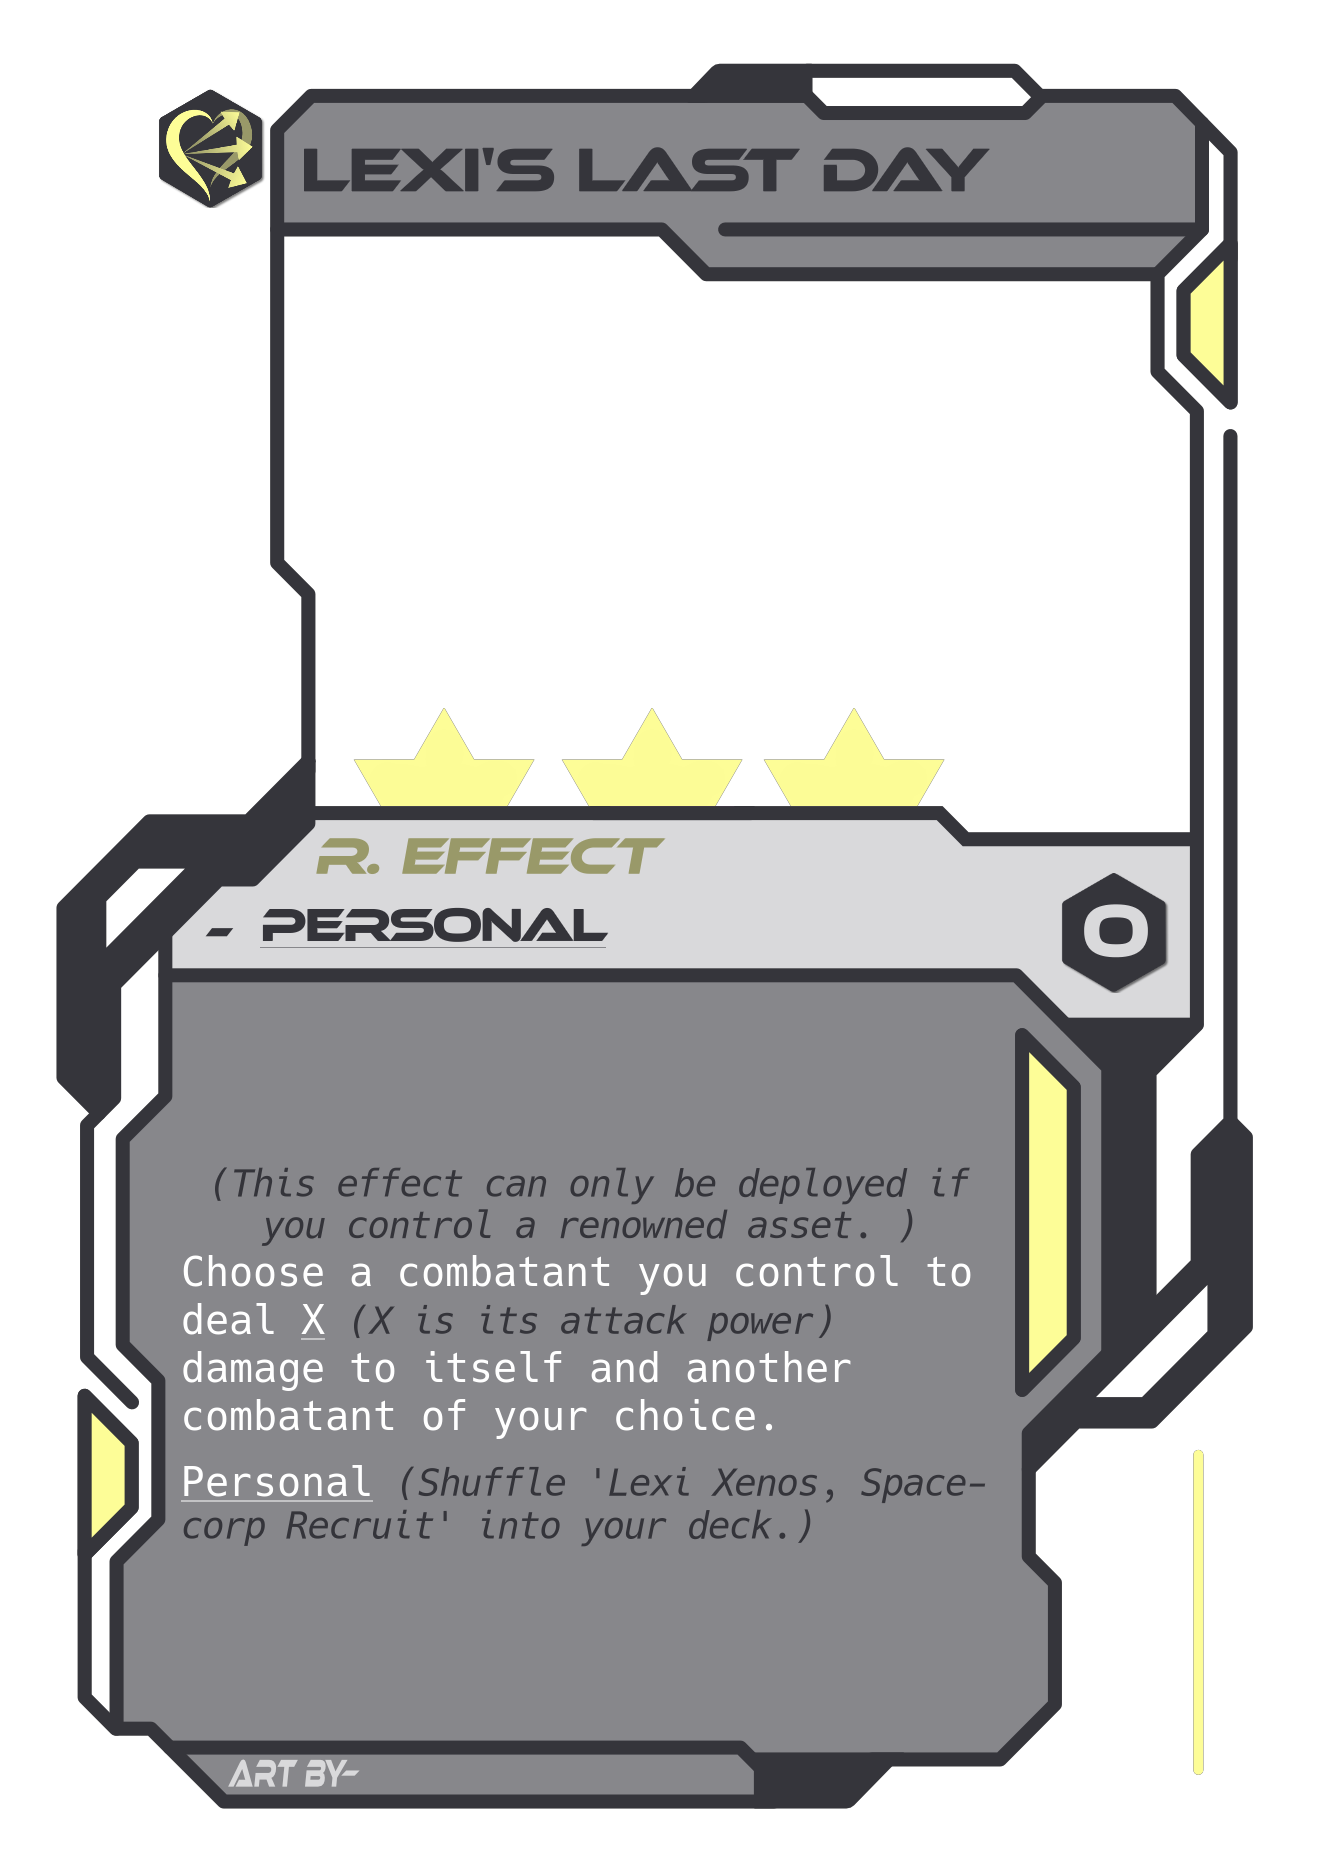 LEXI'S LAST DAY
R. EFFECT
- PERSONAL
0
(This effect can only be deployed if
you control a renowned asset. )
Choose a combatant you control to
deal X (X is its attack power)
damage to itself and another
combatant of your choice.
Personal (Shuffle 'Lexi Xenos, Space-
corp Recruit' into your deck.)
ART BY-